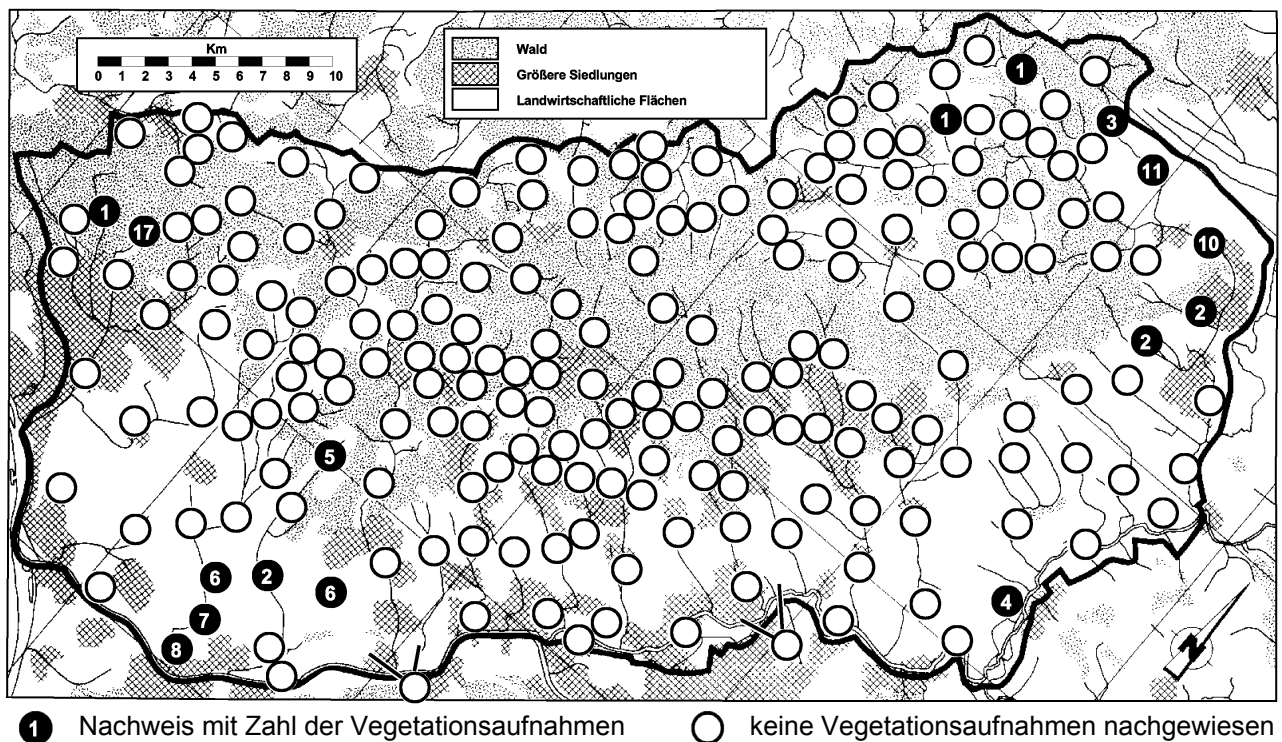 Km
0 1 2 3 4 5 6 7 8 9 10
Wald
Größere Siedlungen
Landwirtschaftliche Flächen
1
1
3
11
1
17
10
2
2
5
6
2
6
7
4
8
N
1 Nachweis mit Zahl der Vegetationsaufnahmen
keine Vegetationsaufnahmen nachgewiesen